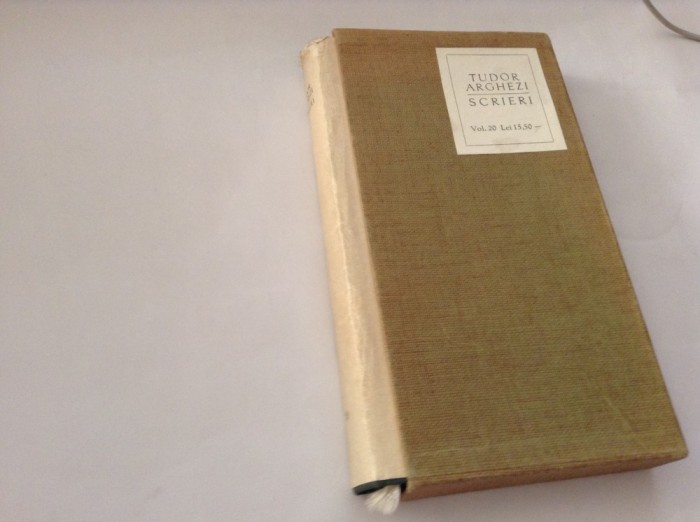 TUDOR
ARGHEZI
SCRIERI
Vol. 20 Lei 15,50